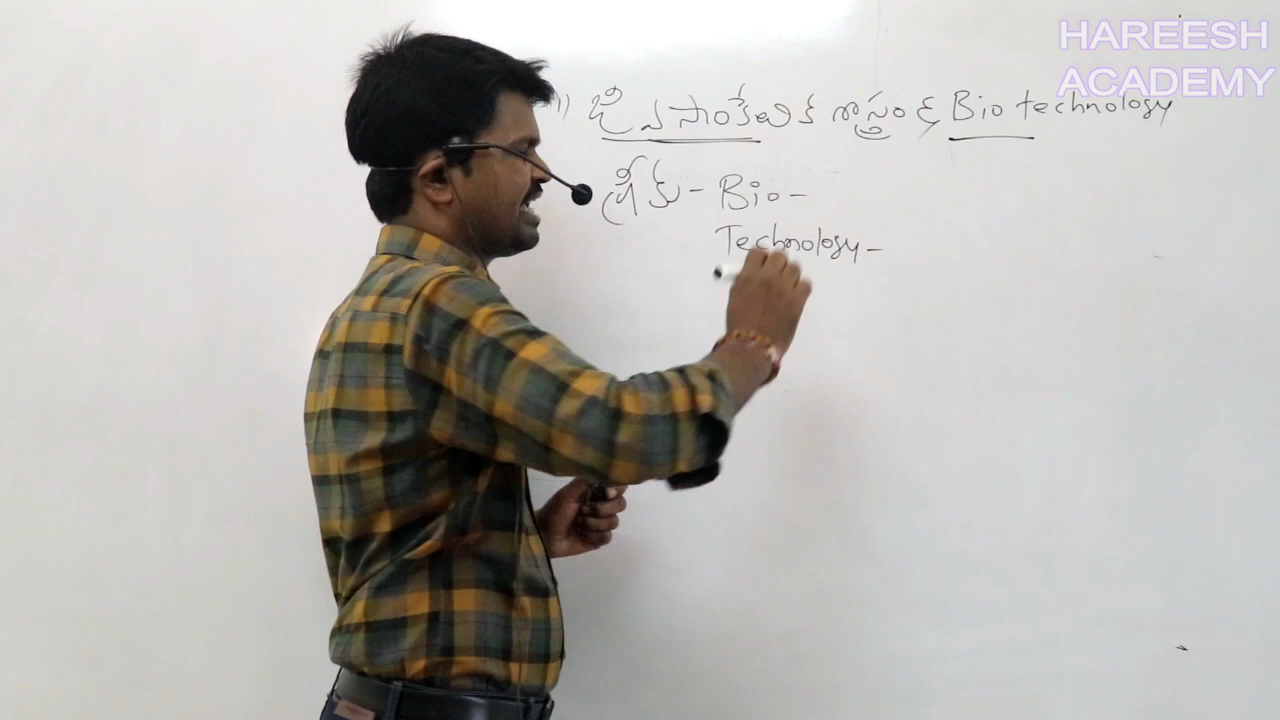 HAREESH
ACADEMY
1) జీవ సాంకేతిక శాస్త్రం & Bio technology
గ్రీకు - Bio -
Technology -